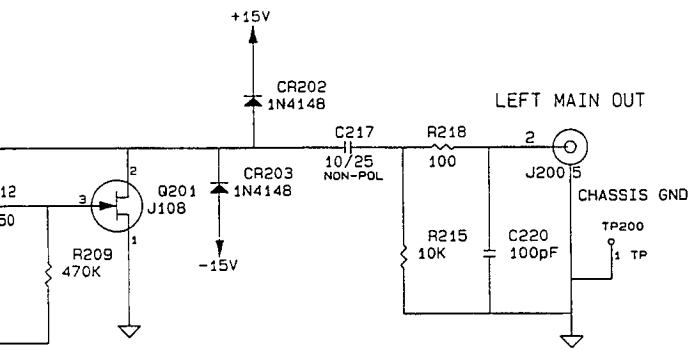 +15V
CR202
1N4148
LEFT MAIN OUT
C217
10/25
NON-POL
R218
100
2
J200 5
CHASSIS GND
2
12
50
3
Q201
J108
1
CR203
1N4148
-15V
R209
470K
R215
10K
C220
100pF
TP200
1 TP